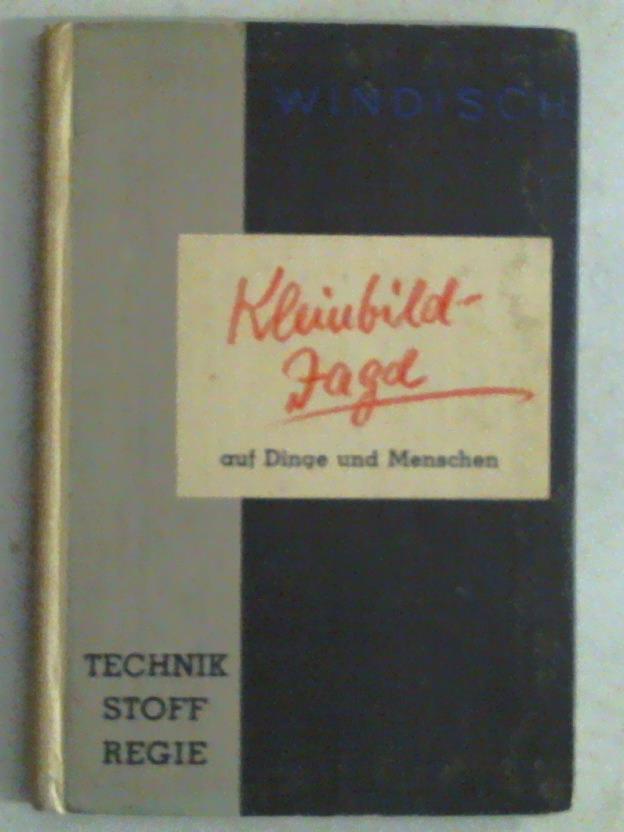 WINDISCH
Kleinbild-
Jagd
auf Dinge und Menschen
TECHNIK
STOFF
REGIE